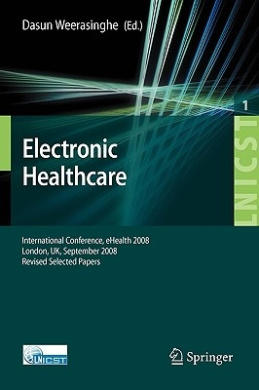 Dasun Weerasinghe (Ed.)
1
LNICST
Electronic
Healthcare
International Conference, eHealth 2008
London, UK, September 2008
Revised Selected Papers
UNICST
Springer